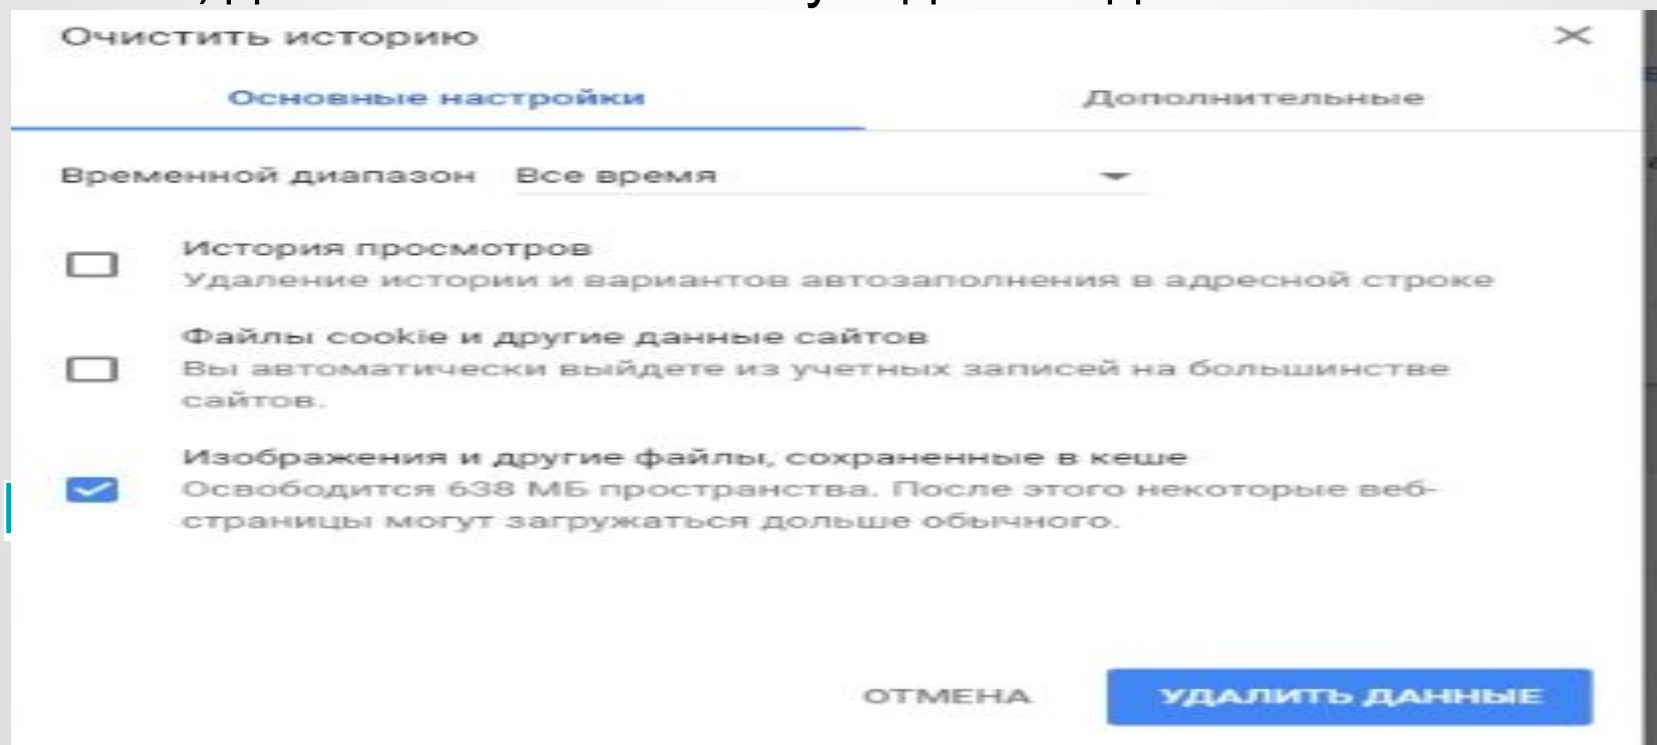 Очистить историю
Основные настройки
Дополнительные
Временной диапазон Все время
История просмотров
Удаление истории и вариантов автозаполнения в адресной строке
Файлы cookie и другие данные сайтов
Вы автоматически выйдете из учетных записей на большинстве
сайтов.
Изображения и другие файлы, сохраненные в кеше
Освободится 638 МБ пространства. После этого некоторые веб-
страницы могут загружаться дольше обычного.
ОТМЕНА
УДАЛИТЬ ДАННЫЕ